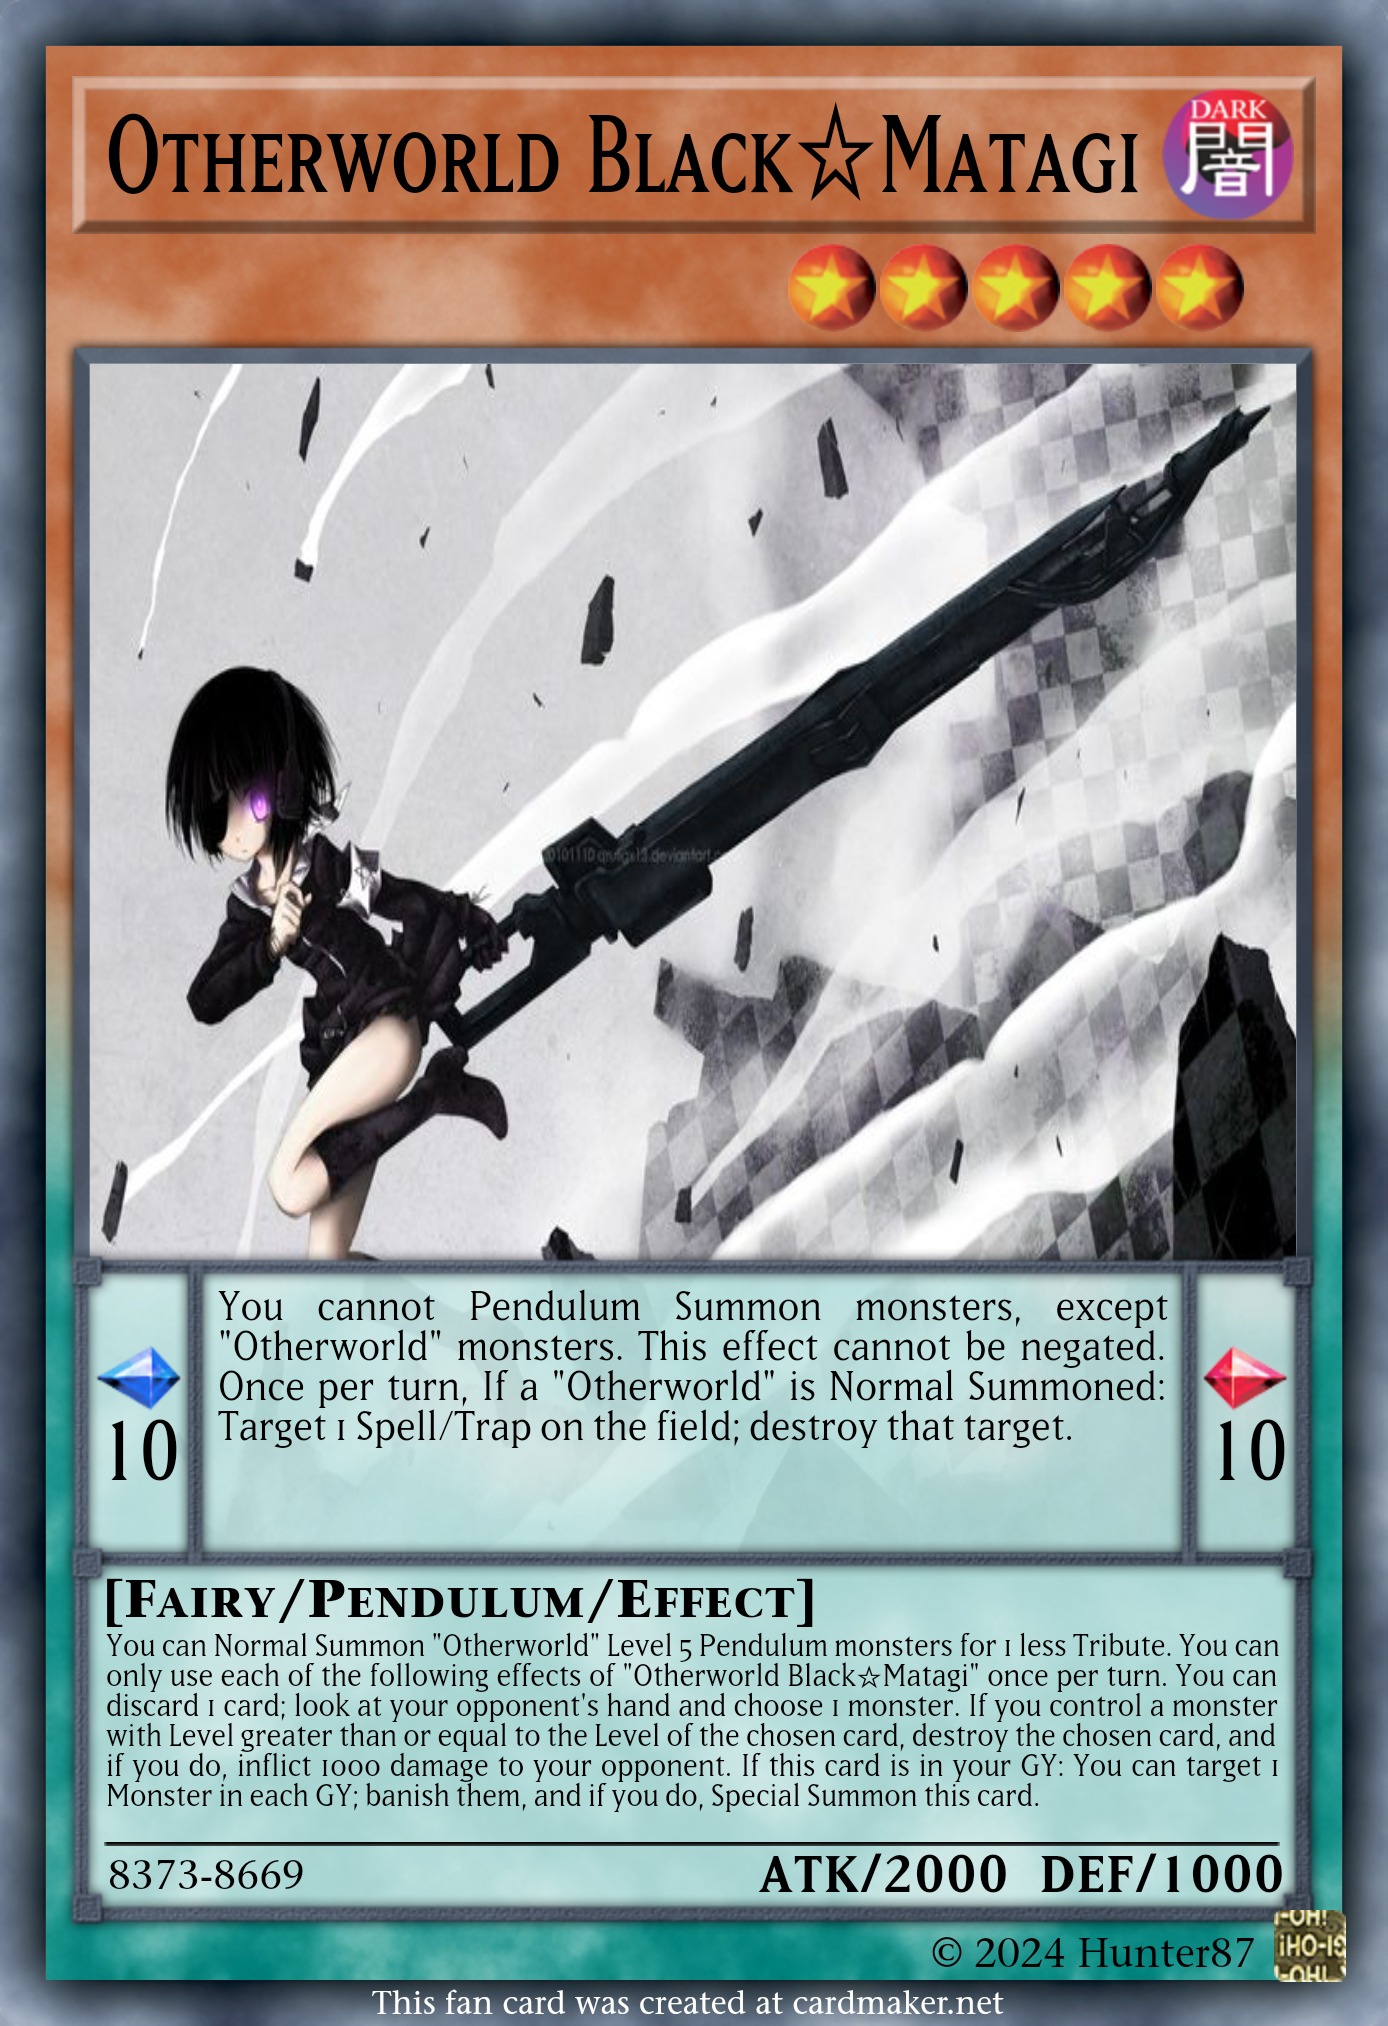 Otherworld Black☆Matagi
DARK
闇
You cannot Pendulum Summon monsters, except
"Otherworld" monsters. This effect cannot be negated.
Once per turn, If a "Otherworld" is Normal Summoned:
Target 1 Spell/Trap on the field; destroy that target.
10
10
[Fairy/Pendulum/Effect]
You can Normal Summon "Otherworld" Level 5 Pendulum monsters for 1 less Tribute. You can
only use each of the following effects of "Otherworld Black☆Matagi" once per turn. You can
discard 1 card; look at your opponent's hand and choose 1 monster. If you control a monster
with Level greater than or equal to the Level of the chosen card, destroy the chosen card, and
if you do, inflict 1000 damage to your opponent. If this card is in your GY: You can target 1
Monster in each GY; banish them, and if you do, Special Summon this card.
8373-8669
ATK/2000 DEF/1000
© 2024 Hunter87
This fan card was created at cardmaker.net